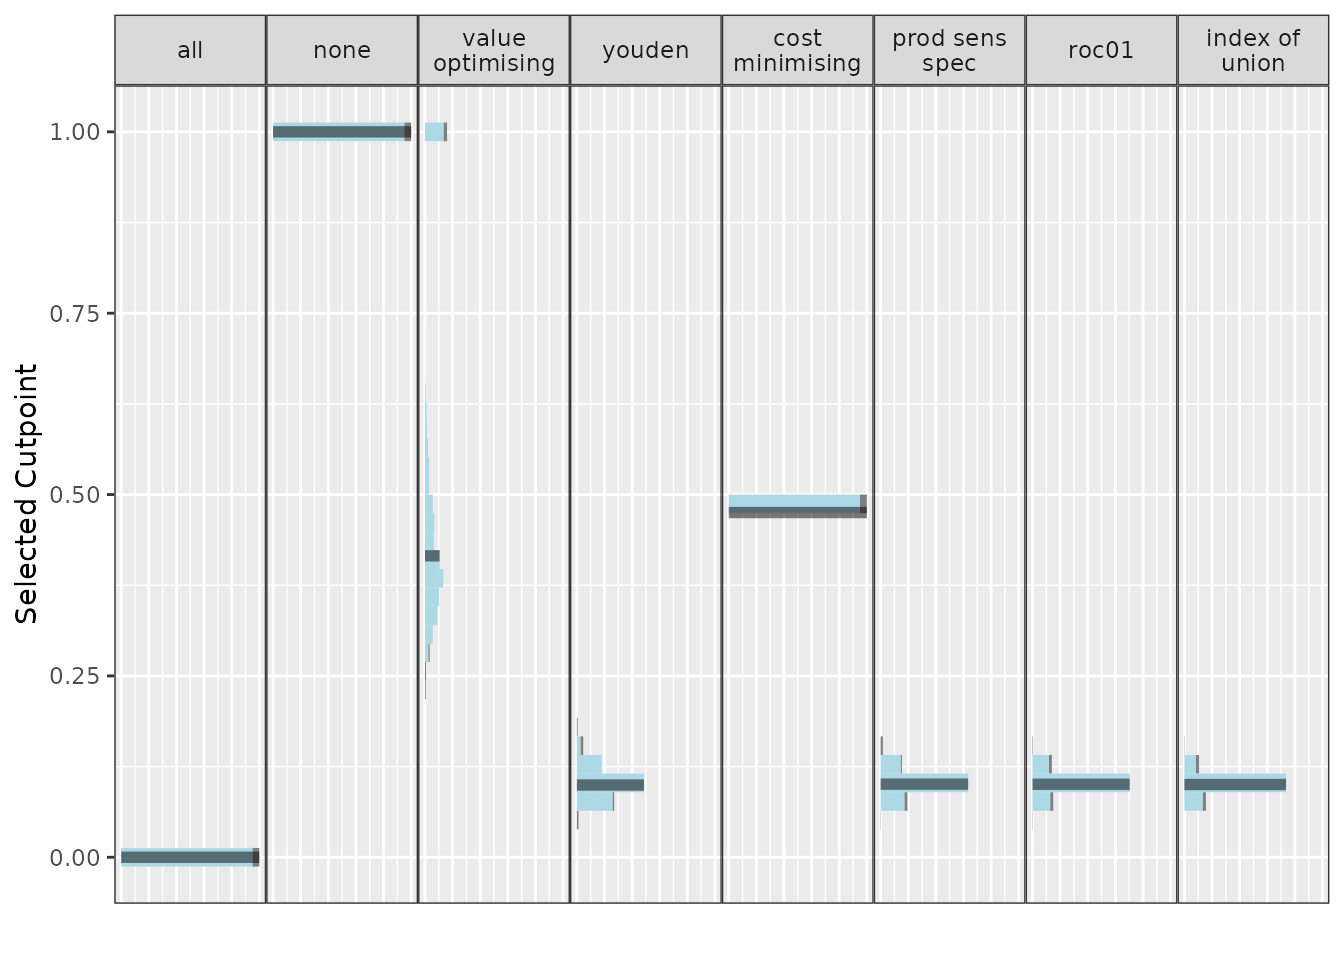 all
none
value
optimising
youden
cost
minimising
prod sens
spec
roc01
index of
union
1.00
0.75
0.50
0.25
0.00
Selected Cutpoint